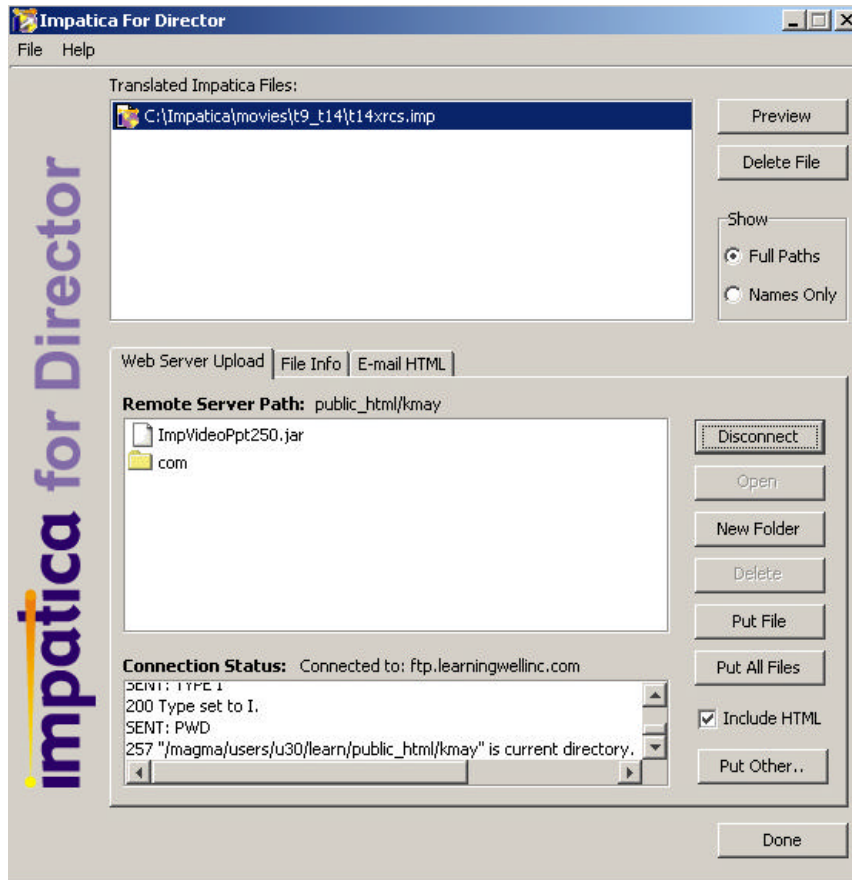 Impatica For Director
File Help
Translated Impatica Files:
C:\Impatica\movies\t9_t14\t14xrcs.imp
Preview
Delete File
Show
Full Paths
Names Only
impatica for Director
Web Server Upload
File Info
E-mail HTML
Remote Server Path: public_html/kmay
ImpVideoPpt250.jar
com
Disconnect
Open
New Folder
Delete
Put File
Put All Files
Include HTML
Put Other..
Connection Status: Connected to: ftp.learningwellinc.com
SENT: TYPE I
200 Type set to I.
SENT: PWD
257 "/magma/users/u30/learn/public_html/kmay" is current directory.
Done